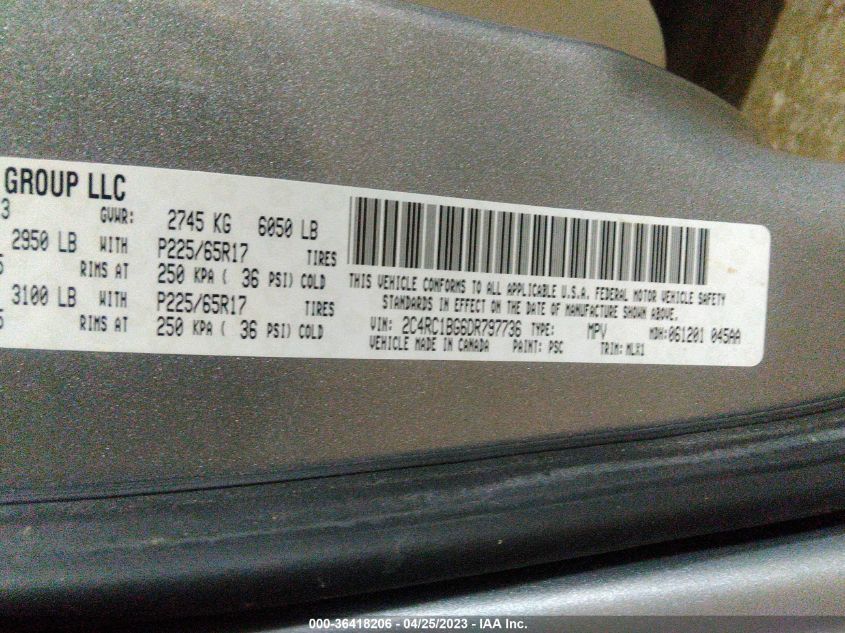 GROUP LLC
3 GVWR: 2745 KG 6050 LB
2950 LB WITH P225/65R17 TIRES
5 RIMS AT 250 KPA ( 36 PSI) COLD
3100 LB WITH P225/65R17 TIRES
5 RIMS AT 250 KPA ( 36 PSI) COLD
THIS VEHICLE CONFORMS TO ALL APPLICABLE U.S.A. FEDERAL MOTOR VEHICLE SAFETY
STANDARDS IN EFFECT ON THE DATE OF MANUFACTURE SHOWN ABOVE.
VIN: 2C4RC1BG6DR797736 TYPE: MPV MDH: 061201 045AA
VEHICLE MADE IN CANADA PAINT: PSC TRIM: MLX1
000-36418206 - 04/25/2023 - IAA Inc.